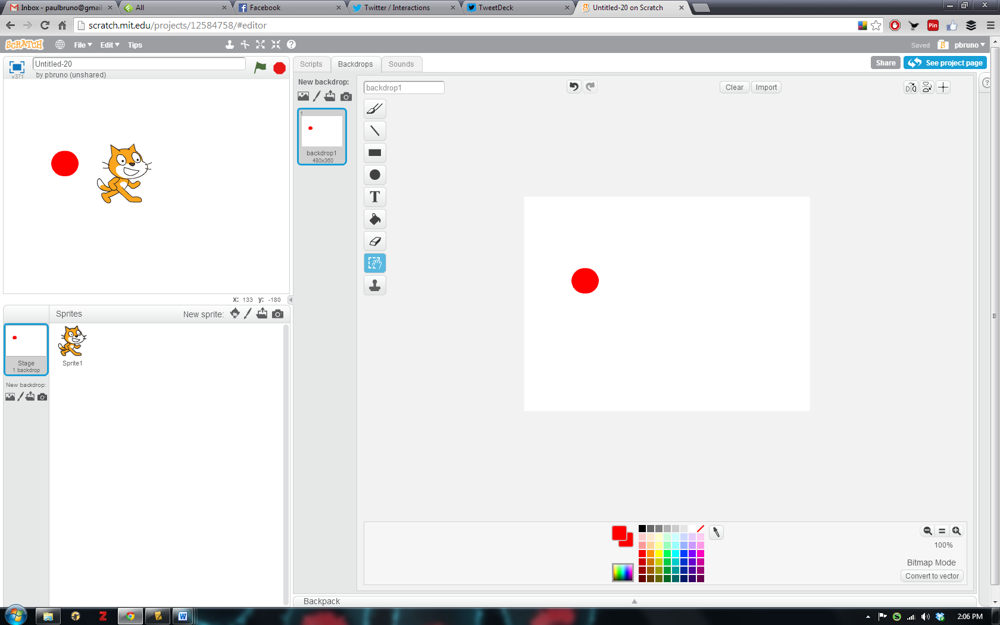 Inbox - paulbruno@gmail
All
Facebook
Twitter / Interactions
TweetDeck
Untitled-20 on Scratch
scratch.mit.edu/projects/12584758/#editor
Pin
SCRATCH
File
Edit
Tips
Saved
pbruno
Untitled-20
by pbruno (unshared)
v371
Scripts
Backdrops
Sounds
Share
See project page
New backdrop:
backdrop1
Clear
Import
1
backdrop1
480x360
T
x: 133 y: -180
Sprites
New sprite:
Stage
1 backdrop
Sprite1
New backdrop:
100%
Bitmap Mode
Convert to vector
Backpack
2:06 PM